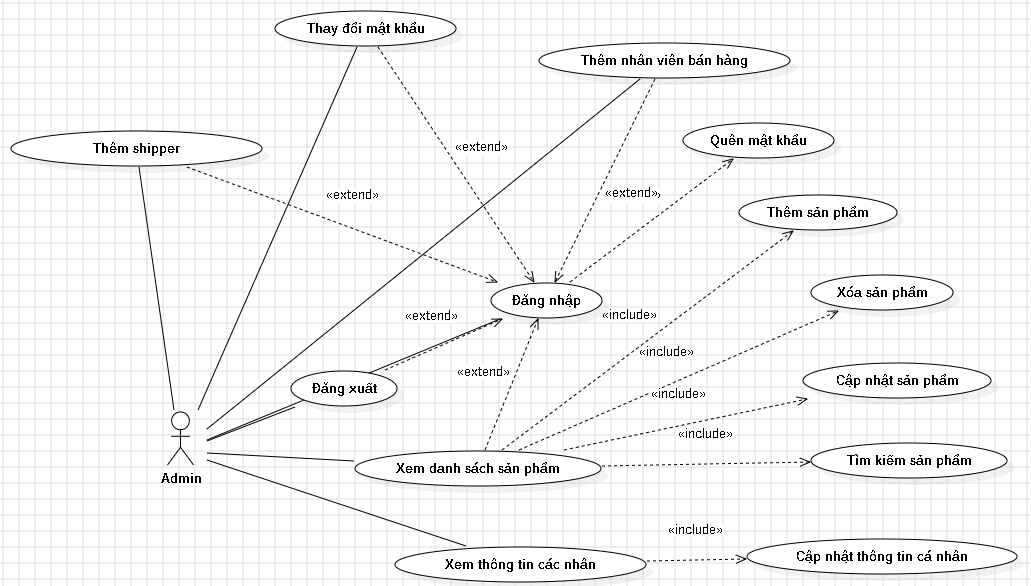 Thay đổi mật khẩu
Thêm nhân viên bán hàng
Thêm shipper
Quên mật khẩu
«extend»
«extend»
«extend»
Thêm sản phẩm
Đăng nhập
Xóa sản phẩm
«extend»
«include»
«include»
«extend»
Đăng xuất
Cập nhật sản phẩm
«include»
«include»
Xem danh sách sản phẩm
Tìm kiếm sản phẩm
Admin
«include»
Xem thông tin các nhân
Cập nhật thông tin cá nhân